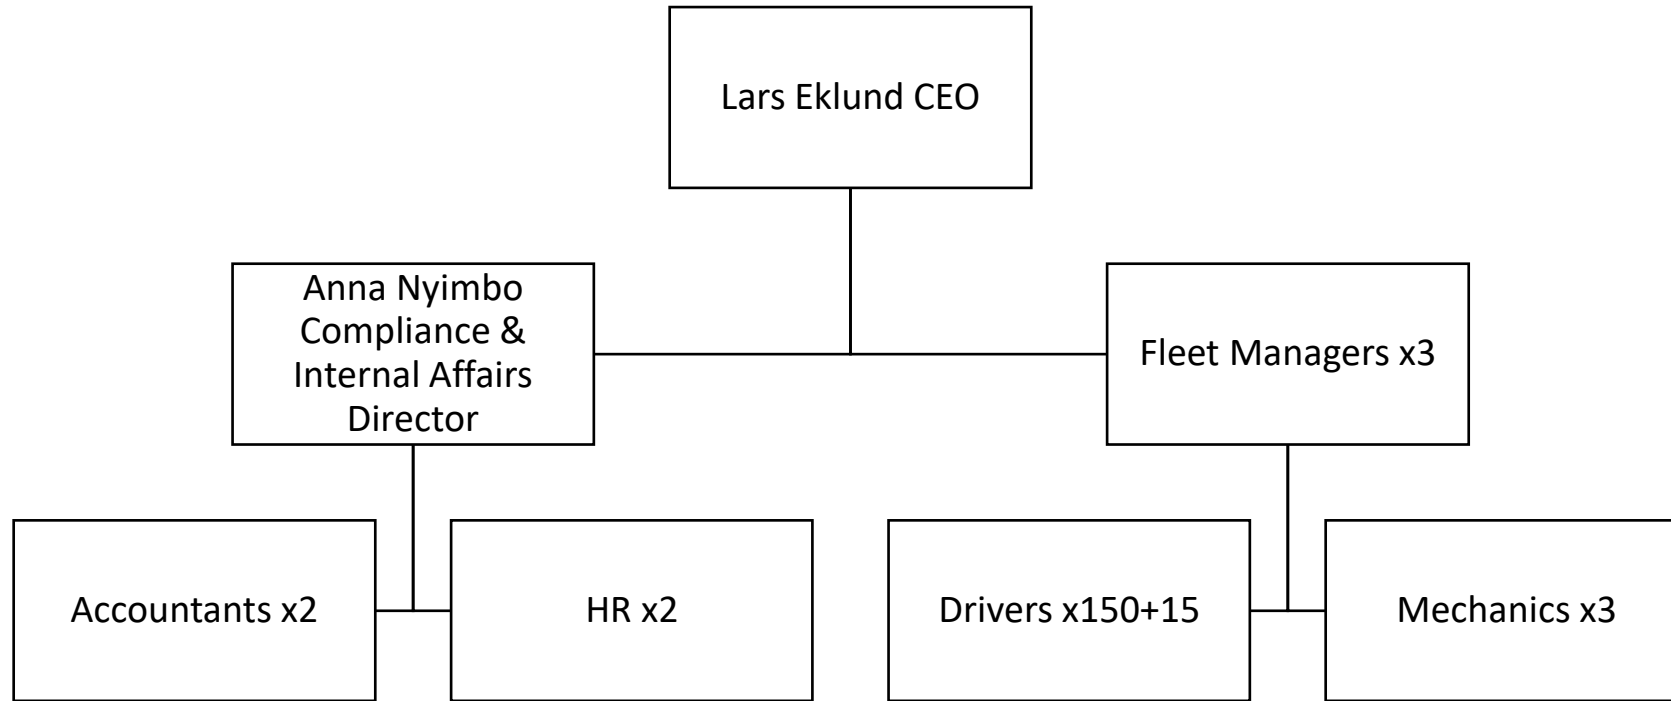 Lars Eklund CEO
Anna Nyimbo
Compliance &
Internal Affairs
Director
Fleet Managers x3
Accountants x2
HR x2
Drivers x150+15
Mechanics x3